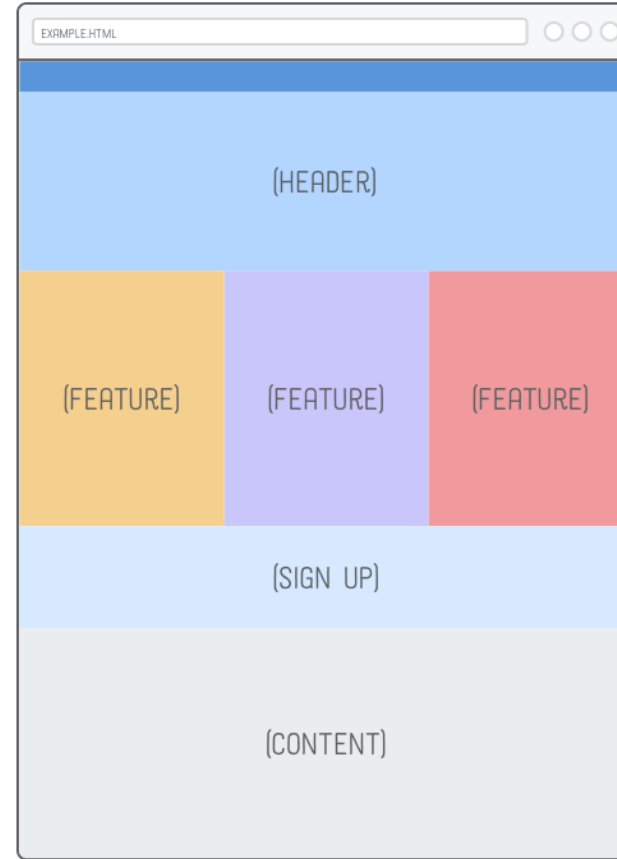 EXAMPLE.HTML
(HEADER)
(FEATURE) (FEATURE) (FEATURE)
(SIGN UP)
(CONTENT)